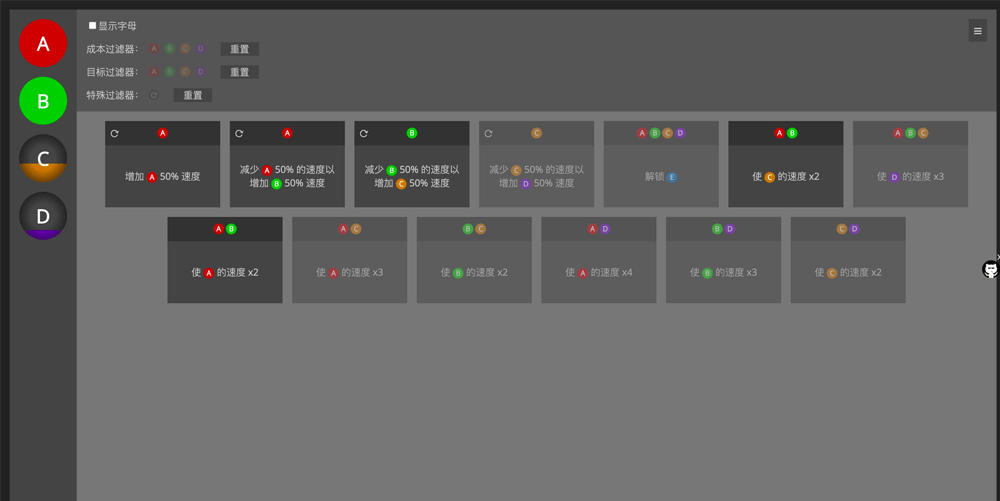 A
B
C
D
显示字母
成本过滤器： A B C D 重置
目标过滤器： A B C D 重置
特殊过滤器： 重置
A
增加 A 50% 速度
A
减少 A 50% 的速度以
增加 B 50% 速度
B
减少 B 50% 的速度以
增加 C 50% 速度
C
减少 C 50% 的速度以
增加 D 50% 速度
A B C D
解锁 E
A B
使 C 的速度 x2
A B C
使 D 的速度 x3
A B
使 A 的速度 x2
A C
使 A 的速度 x3
B C
使 B 的速度 x2
A D
使 A 的速度 x4
B D
使 B 的速度 x3
C D
使 C 的速度 x2